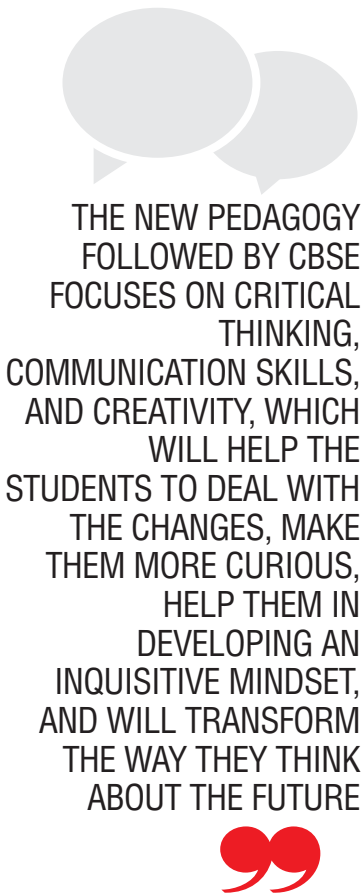 THE NEW PEDAGOGY
FOLLOWED BY CBSE
FOCUSES ON CRITICAL
THINKING,
COMMUNICATION SKILLS,
AND CREATIVITY, WHICH
WILL HELP THE
STUDENTS TO DEAL WITH
THE CHANGES, MAKE
THEM MORE CURIOUS,
HELP THEM IN
DEVELOPING AN
INQUISITIVE MINDSET,
AND WILL TRANSFORM
THE WAY THEY THINK
ABOUT THE FUTURE
”